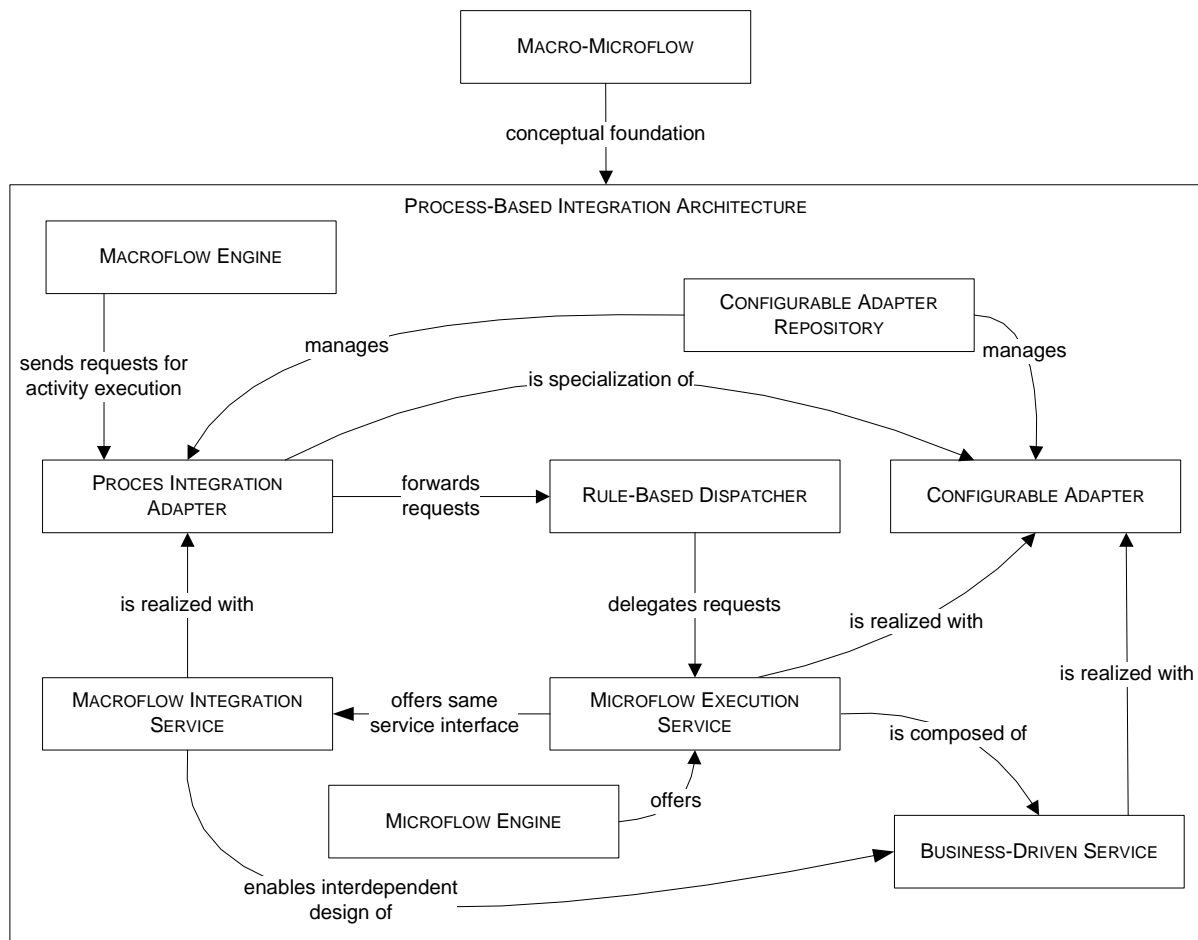 MACRO-MICROFLOW
conceptual foundation
PROCESS-BASED INTEGRATION ARCHITECTURE
MACROFLOW ENGINE
CONFIGURABLE ADAPTER
REPOSITORY
manages
manages
sends requests for
activity execution
is specialization of
PROCES INTEGRATION
ADAPTER
forwards
requests
RULE-BASED DISPATCHER
CONFIGURABLE ADAPTER
is realized with
delegates requests
is realized with
is realized with
MACROFLOW INTEGRATION
SERVICE
offers same
service interface
MICROFLOW EXECUTION
SERVICE
is composed of
MICROFLOW ENGINE
offers
BUSINESS-DRIVEN SERVICE
enables interdependent
design of